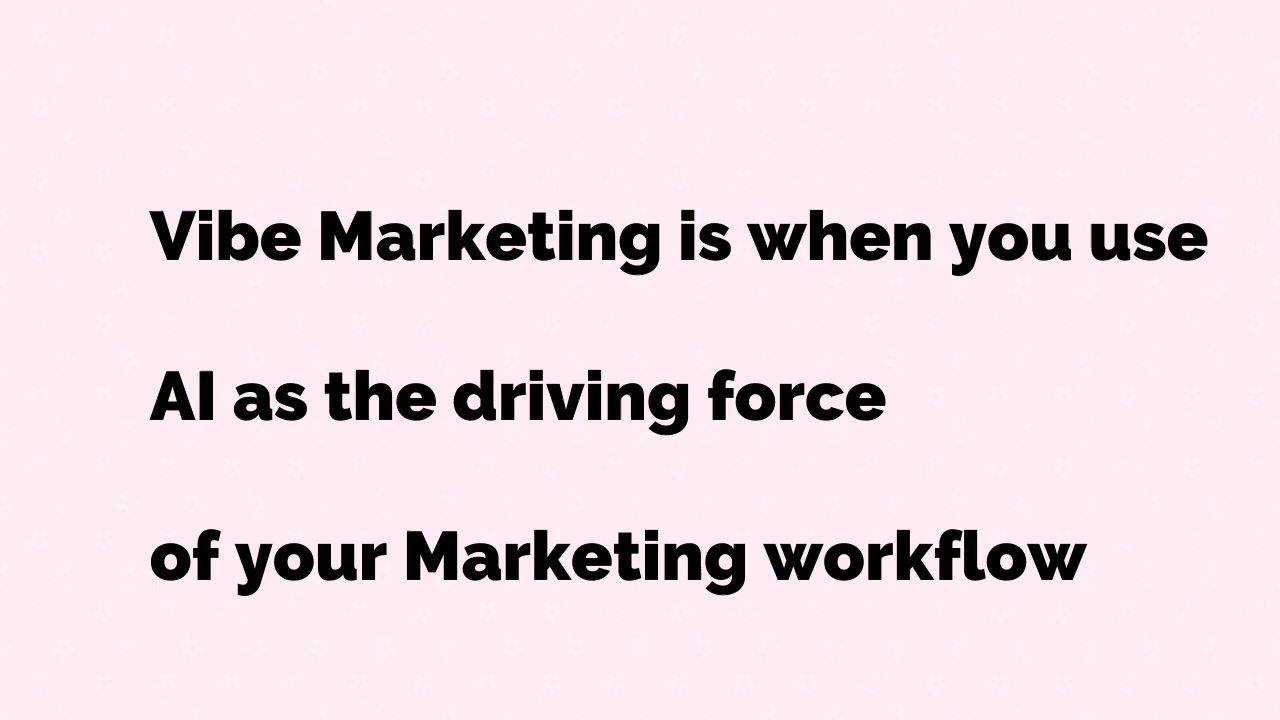 Vibe Marketing is when you use
AI as the driving force
of your Marketing workflow